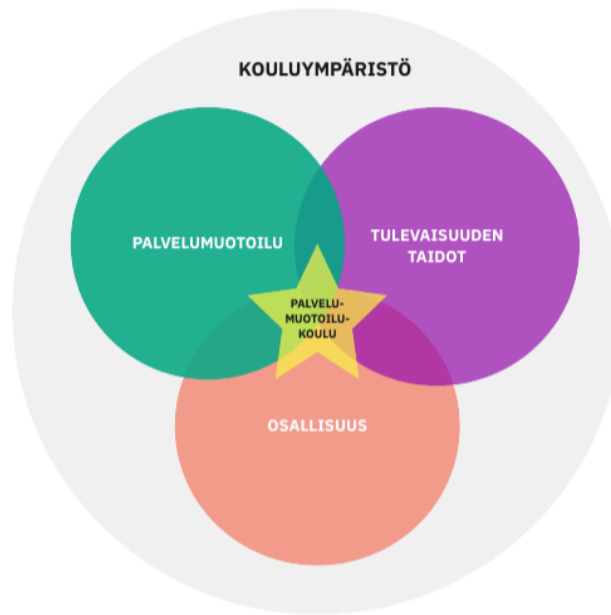 KOULUYMPÄRISTÖ
PALVELUMUOTOILU
TULEVAISUUDEN
TAIDOT
PALVELU-
MUOTOILU-
KOULU
OSALLISUUS